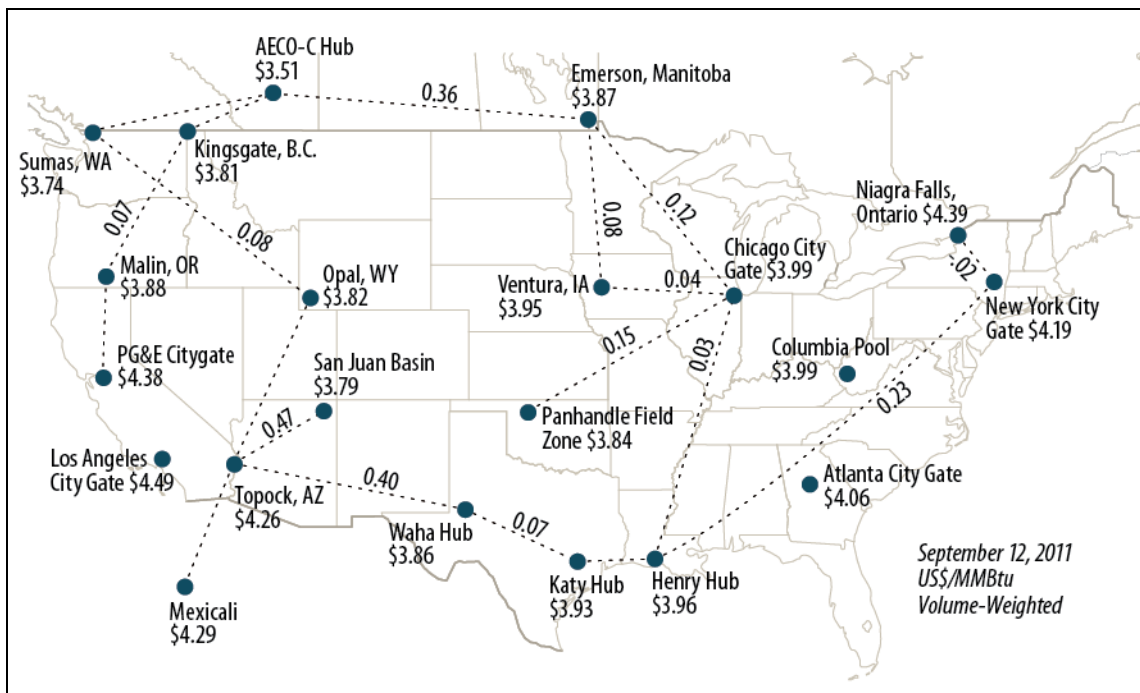 AECO-C Hub
$3.51
Emerson, Manitoba
$3.87
0.36
Sumas, WA
$3.74
Kingsgate, B.C.
$3.81
Niagra Falls,
Ontario $4.39
0.07
0.08
0.08
0.12
-.02
Malin, OR
$3.88
Opal, WY
$3.82
Ventura, IA
$3.95
0.04
Chicago City
Gate $3.99
New York City
Gate $4.19
PG&E Citygate
$4.38
San Juan Basin
$3.79
0.15
0.03
Columbia Pool
$3.99
0.23
0.47
Panhandle Field
Zone $3.84
Los Angeles
City Gate $4.49
Topock, AZ
$4.26
0.40
Atlanta City Gate
$4.06
Waha Hub
$3.86
0.07
Katy Hub
$3.93
Henry Hub
$3.96
Mexicali
$4.29
September 12, 2011
US$/MMBtu
Volume-Weighted